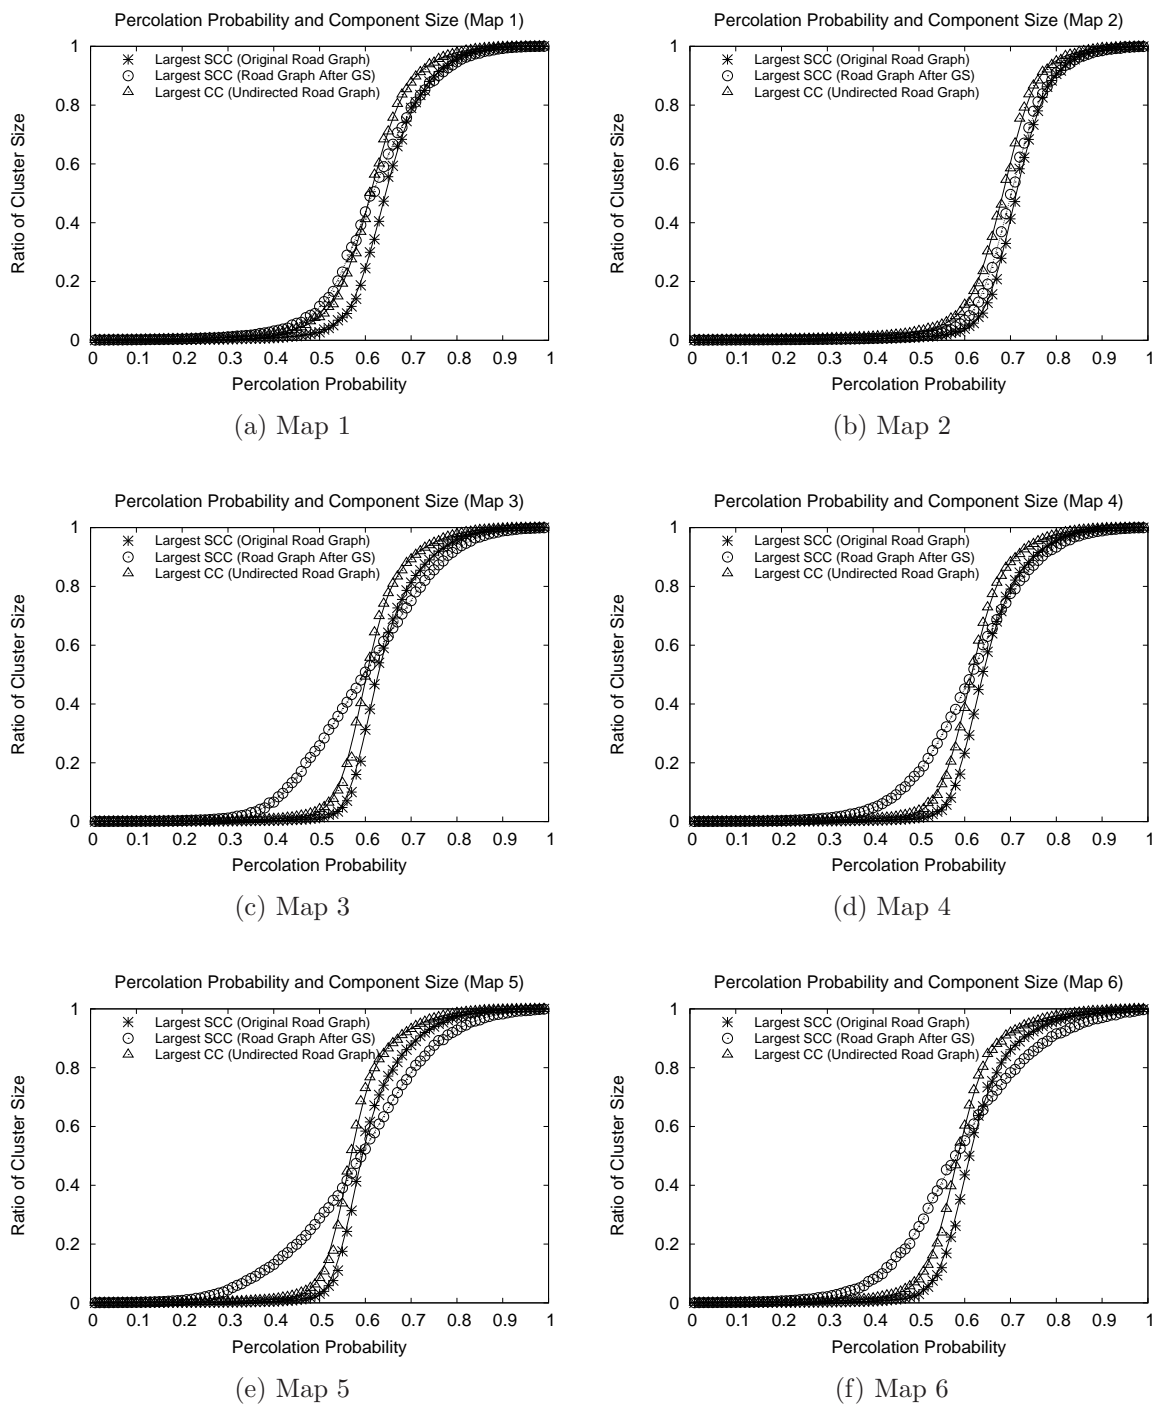 Percolation Probability and Component Size (Map 1)
Ratio of Cluster Size
1
0.8
0.6
0.4
0.2
0
Largest SCC (Original Road Graph)
Largest SCC (Road Graph After GS)
Largest CC (Undirected Road Graph)
0 0.1 0.2 0.3 0.4 0.5 0.6 0.7 0.8 0.9 1
Percolation Probability
(a) Map 1
Percolation Probability and Component Size (Map 2)
Ratio of Cluster Size
1
0.8
0.6
0.4
0.2
0
Largest SCC (Original Road Graph)
Largest SCC (Road Graph After GS)
Largest CC (Undirected Road Graph)
0 0.1 0.2 0.3 0.4 0.5 0.6 0.7 0.8 0.9 1
Percolation Probability
(b) Map 2
Percolation Probability and Component Size (Map 3)
Ratio of Cluster Size
1
0.8
0.6
0.4
0.2
0
Largest SCC (Original Road Graph)
Largest SCC (Road Graph After GS)
Largest CC (Undirected Road Graph)
0 0.1 0.2 0.3 0.4 0.5 0.6 0.7 0.8 0.9 1
Percolation Probability
(c) Map 3
Percolation Probability and Component Size (Map 4)
Ratio of Cluster Size
1
0.8
0.6
0.4
0.2
0
Largest SCC (Original Road Graph)
Largest SCC (Road Graph After GS)
Largest CC (Undirected Road Graph)
0 0.1 0.2 0.3 0.4 0.5 0.6 0.7 0.8 0.9 1
Percolation Probability
(d) Map 4
Percolation Probability and Component Size (Map 5)
Ratio of Cluster Size
1
0.8
0.6
0.4
0.2
0
Largest SCC (Original Road Graph)
Largest SCC (Road Graph After GS)
Largest CC (Undirected Road Graph)
0 0.1 0.2 0.3 0.4 0.5 0.6 0.7 0.8 0.9 1
Percolation Probability
(e) Map 5
Percolation Probability and Component Size (Map 6)
Ratio of Cluster Size
1
0.8
0.6
0.4
0.2
0
Largest SCC (Original Road Graph)
Largest SCC (Road Graph After GS)
Largest CC (Undirected Road Graph)
0 0.1 0.2 0.3 0.4 0.5 0.6 0.7 0.8 0.9 1
Percolation Probability
(f) Map 6